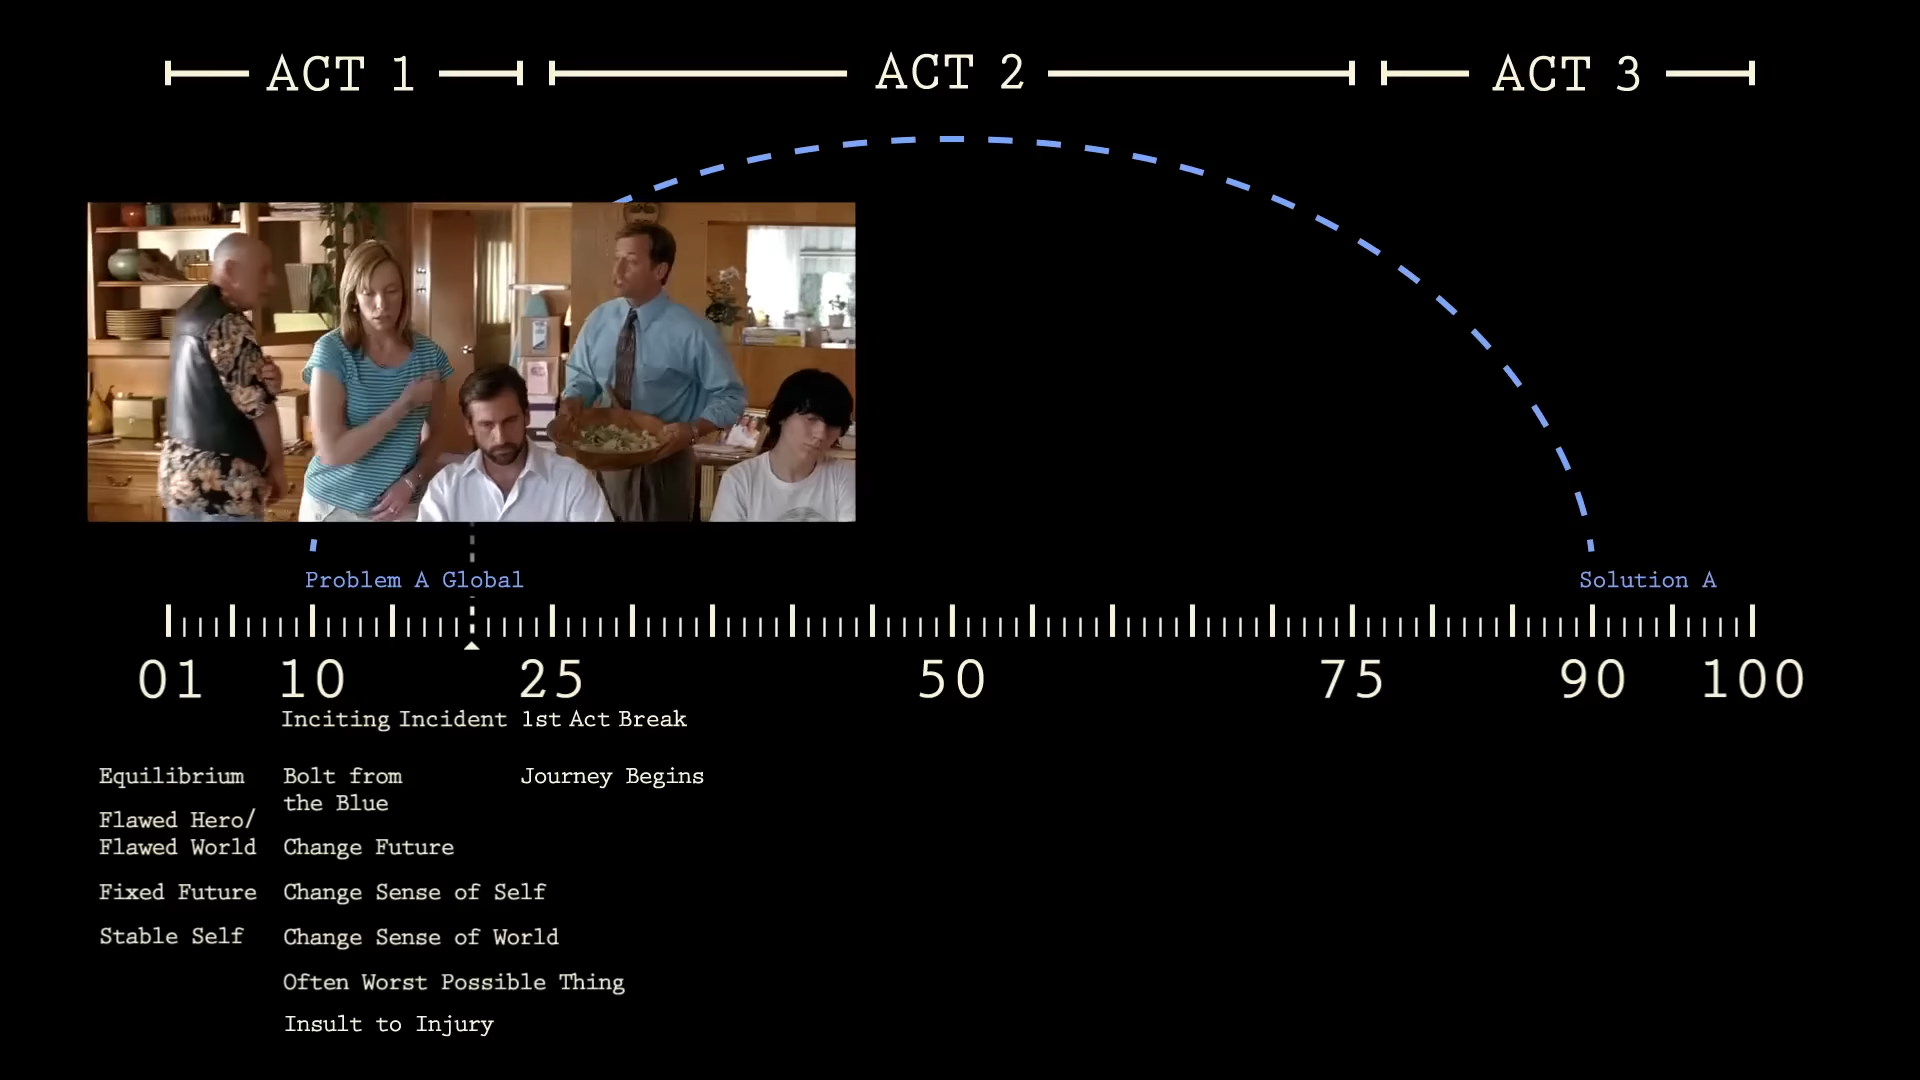 ACT 1
ACT 2
ACT 3
Problem A Global
Solution A
01
10
25
50
75
90
100
Inciting Incident
1st Act Break
Equilibrium
Flawed Hero/
Flawed World
Fixed Future
Stable Self
Bolt from
the Blue
Change Future
Change Sense of Self
Change Sense of World
Often Worst Possible Thing
Insult to Injury
Journey Begins